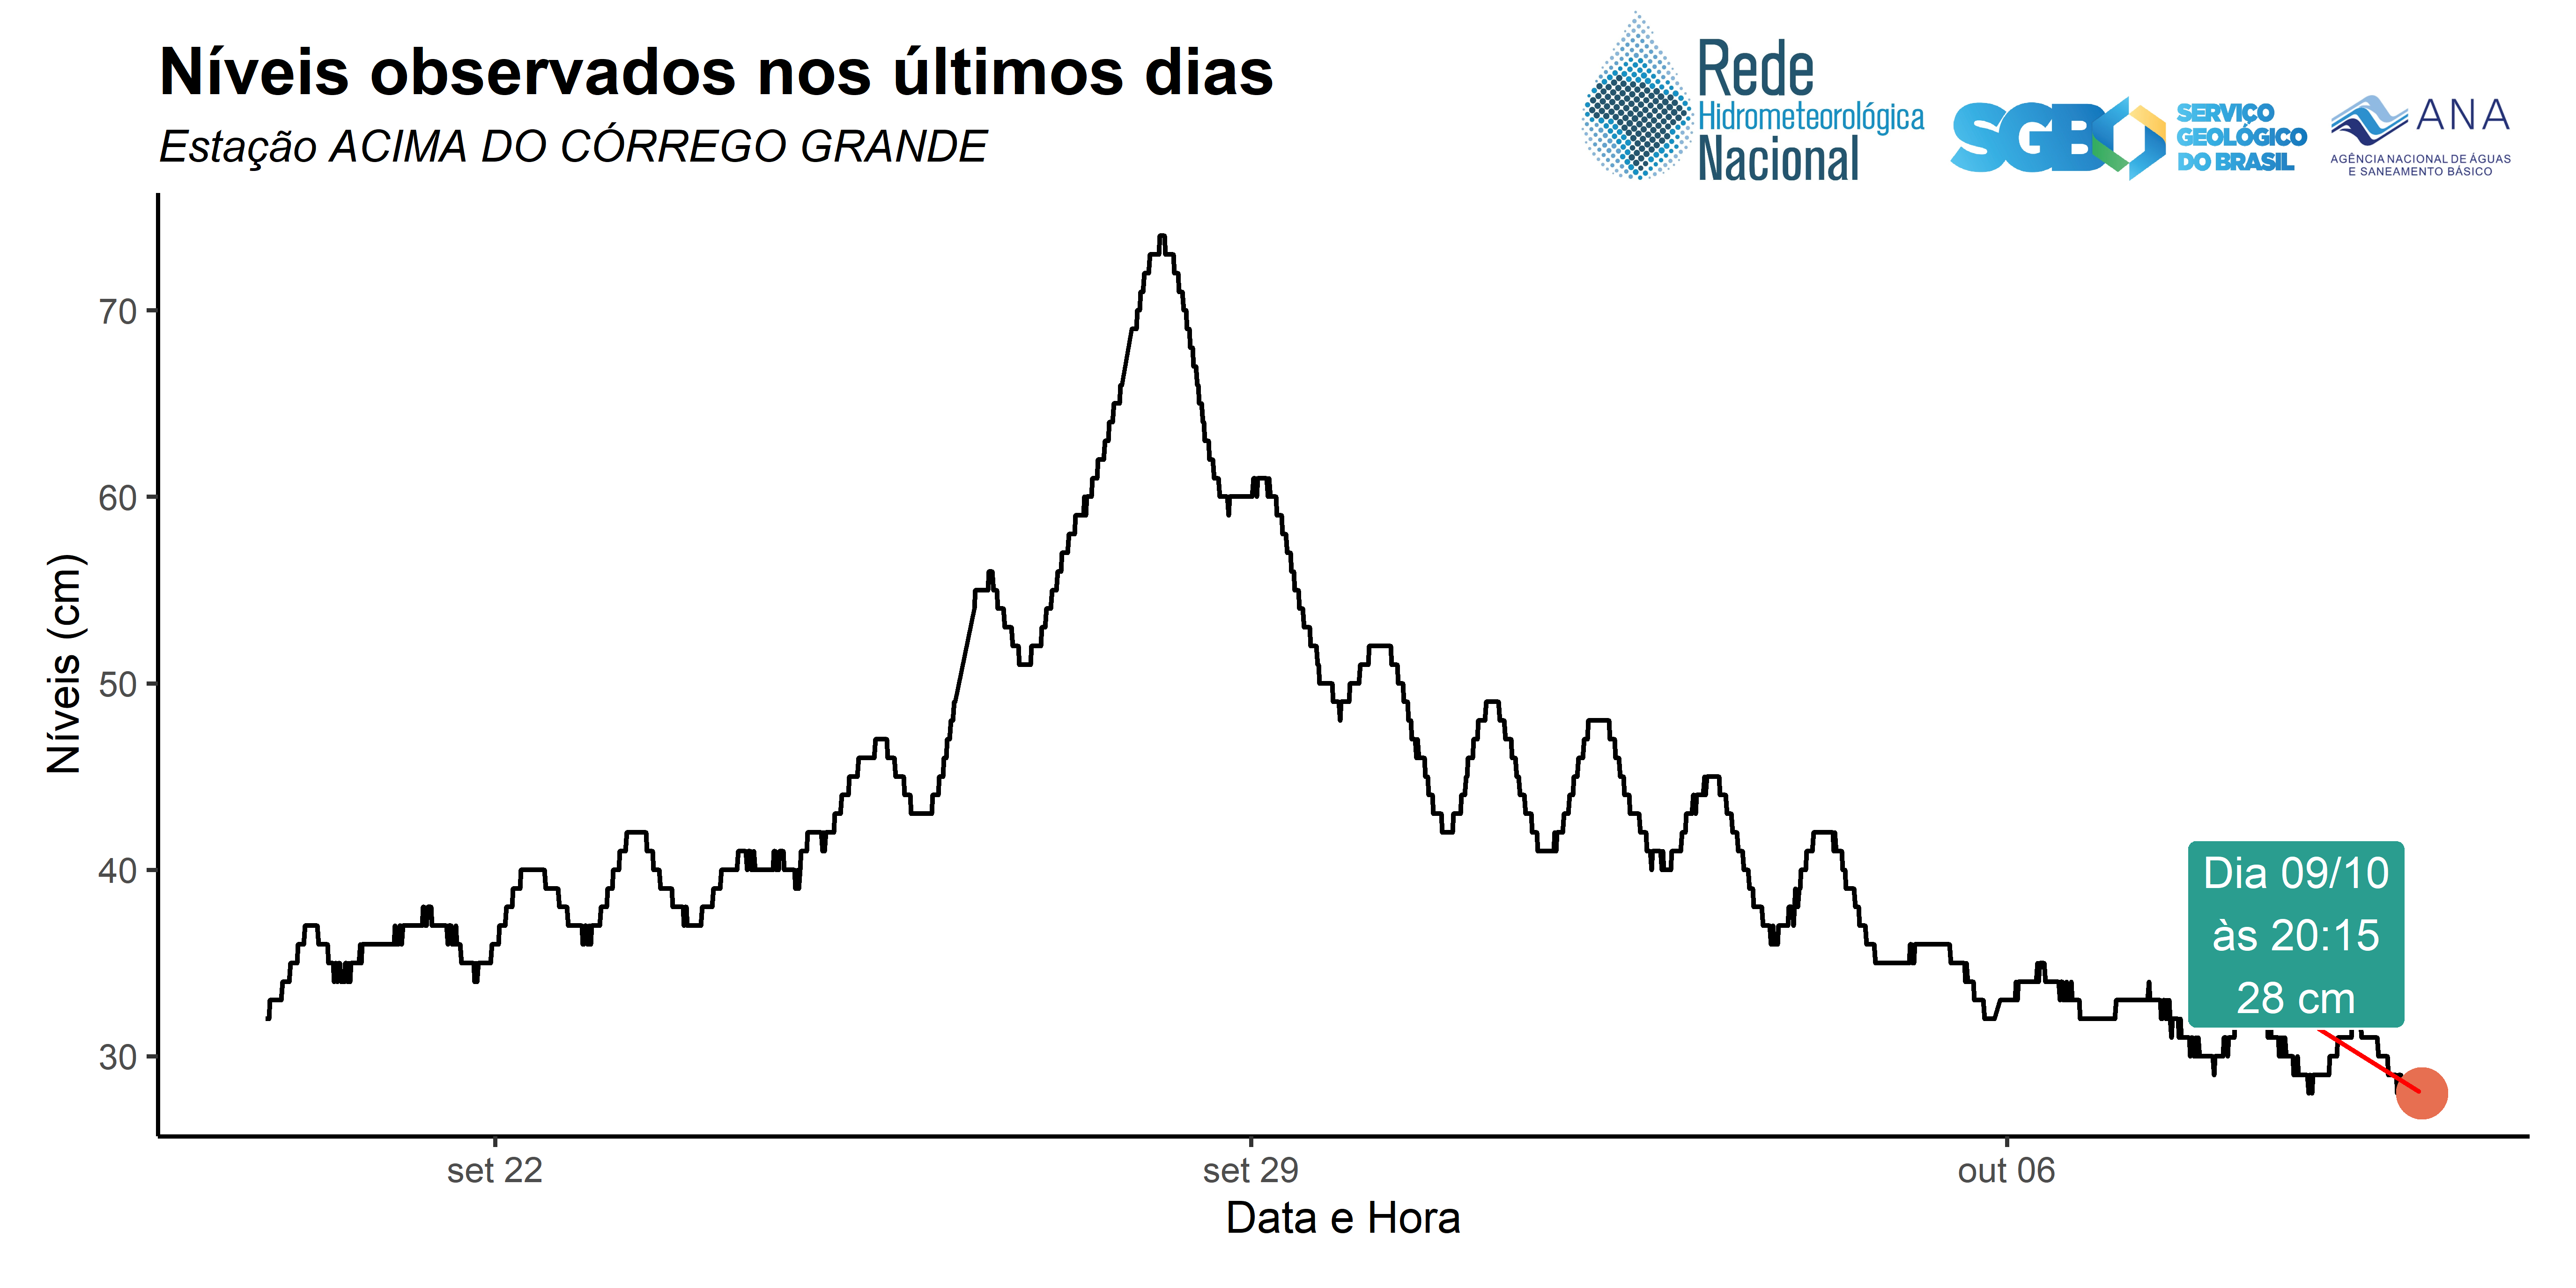 Níveis observados nos últimos dias
Estação ACIMA DO CÓRREGO GRANDE
Rede
Hidrometeorológica
Nacional
SGB
SERVIÇO
GEOLÓGICO
DO BRASIL
ANA
AGÊNCIA NACIONAL DE ÁGUAS
E SANEAMENTO BÁSICO
Níveis (cm)
70
60
50
40
30
Dia 09/10
às 20:15
28 cm
set 22
set 29
out 06
Data e Hora